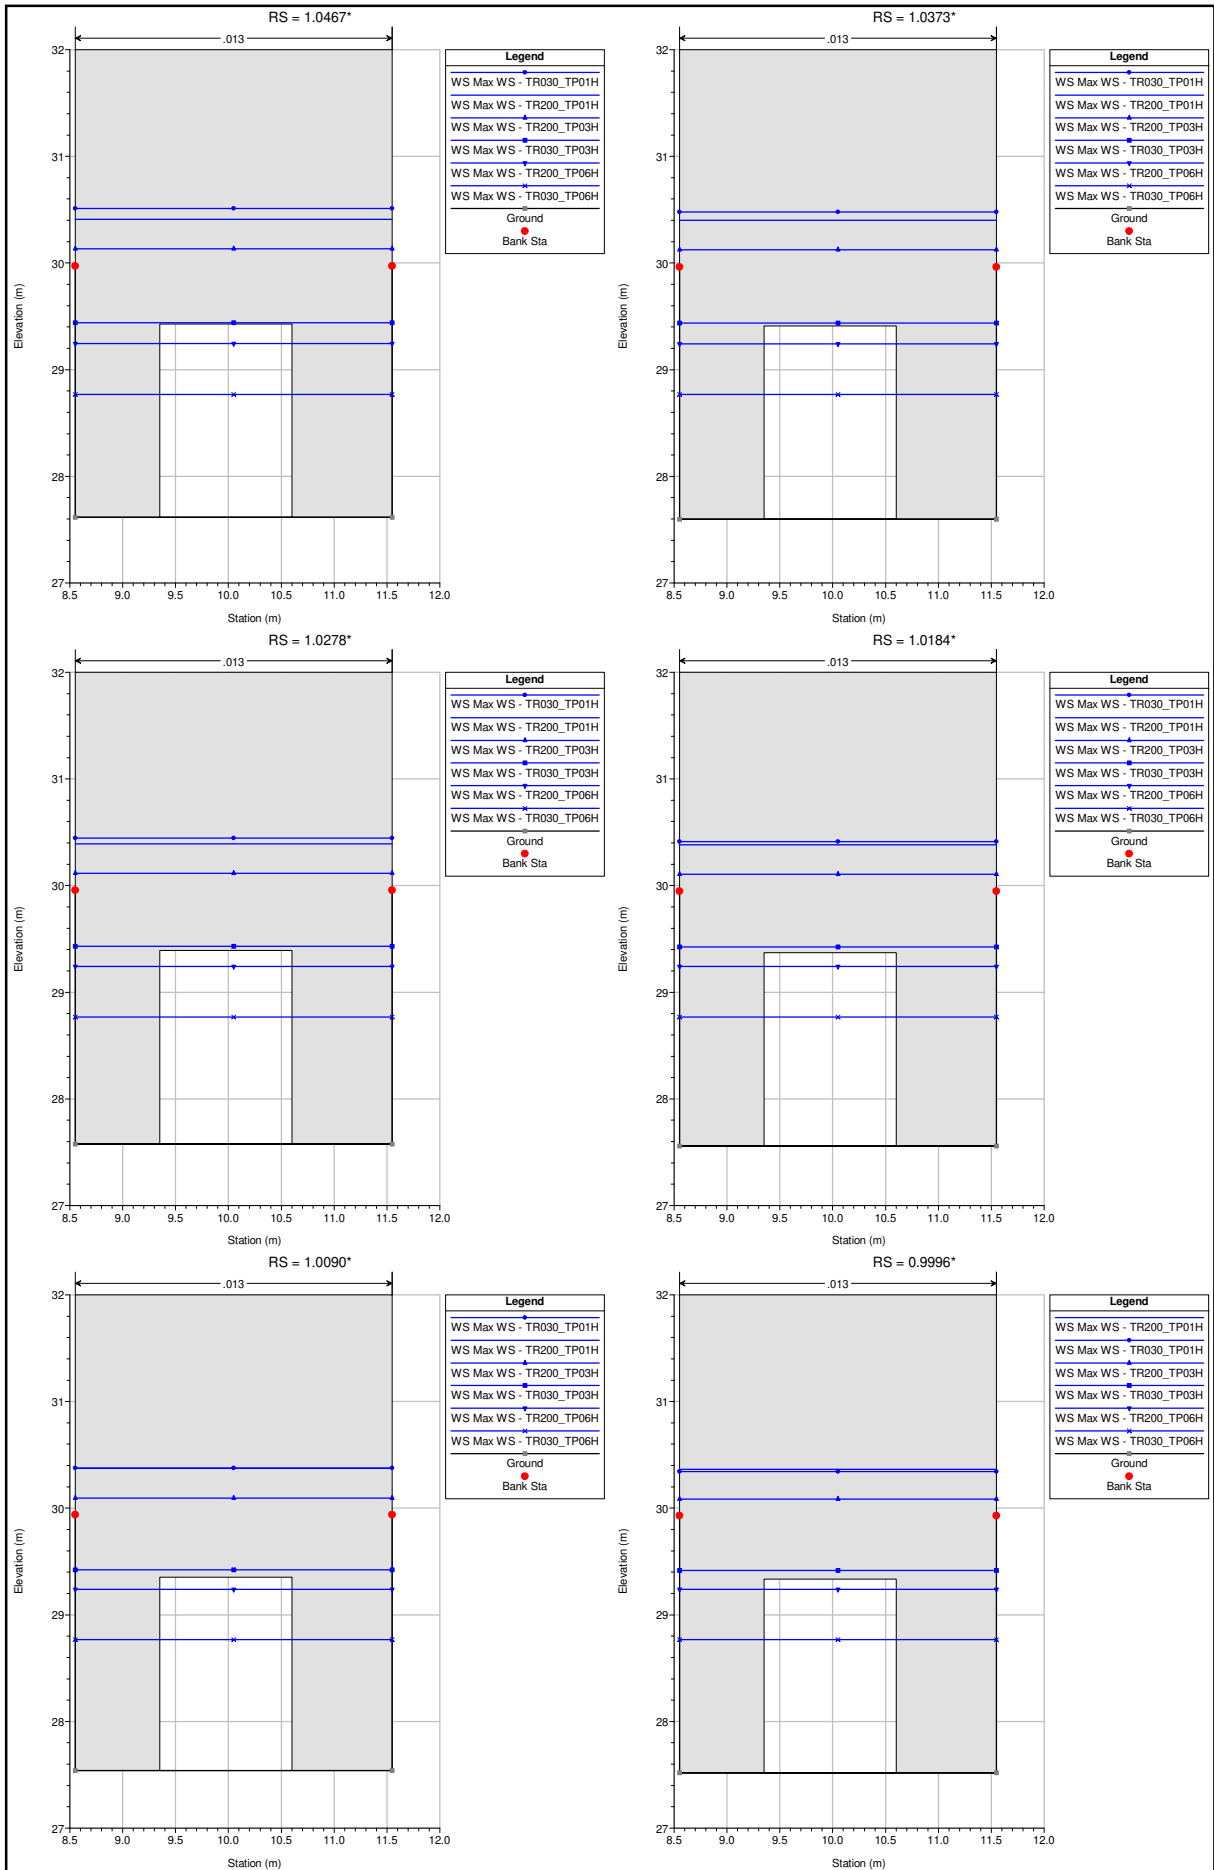 RS = 1.0467*
.013
32
31
30
29
28
27
Elevation (m)
8.5 9.0 9.5 10.0 10.5 11.0 11.5 12.0
Station (m)
Legend
WS Max WS - TR030_TP01H
WS Max WS - TR200_TP01H
WS Max WS - TR200_TP03H
WS Max WS - TR030_TP03H
WS Max WS - TR200_TP06H
WS Max WS - TR030_TP06H
Ground
Bank Sta
RS = 1.0373*
.013
32
31
30
29
28
27
Elevation (m)
8.5 9.0 9.5 10.0 10.5 11.0 11.5 12.0
Station (m)
Legend
WS Max WS - TR030_TP01H
WS Max WS - TR200_TP01H
WS Max WS - TR200_TP03H
WS Max WS - TR030_TP03H
WS Max WS - TR200_TP06H
WS Max WS - TR030_TP06H
Ground
Bank Sta
RS = 1.0278*
.013
32
31
30
29
28
27
Elevation (m)
8.5 9.0 9.5 10.0 10.5 11.0 11.5 12.0
Station (m)
Legend
WS Max WS - TR030_TP01H
WS Max WS - TR200_TP01H
WS Max WS - TR200_TP03H
WS Max WS - TR030_TP03H
WS Max WS - TR200_TP06H
WS Max WS - TR030_TP06H
Ground
Bank Sta
RS = 1.0184*
.013
32
31
30
29
28
27
Elevation (m)
8.5 9.0 9.5 10.0 10.5 11.0 11.5 12.0
Station (m)
Legend
WS Max WS - TR030_TP01H
WS Max WS - TR200_TP01H
WS Max WS - TR200_TP03H
WS Max WS - TR030_TP03H
WS Max WS - TR200_TP06H
WS Max WS - TR030_TP06H
Ground
Bank Sta
RS = 1.0090*
.013
32
31
30
29
28
27
Elevation (m)
8.5 9.0 9.5 10.0 10.5 11.0 11.5 12.0
Station (m)
Legend
WS Max WS - TR030_TP01H
WS Max WS - TR200_TP01H
WS Max WS - TR200_TP03H
WS Max WS - TR030_TP03H
WS Max WS - TR200_TP06H
WS Max WS - TR030_TP06H
Ground
Bank Sta
RS = 0.9996*
.013
32
31
30
29
28
27
Elevation (m)
8.5 9.0 9.5 10.0 10.5 11.0 11.5 12.0
Station (m)
Legend
WS Max WS - TR200_TP01H
WS Max WS - TR030_TP01H
WS Max WS - TR200_TP03H
WS Max WS - TR030_TP03H
WS Max WS - TR200_TP06H
WS Max WS - TR030_TP06H
Ground
Bank Sta